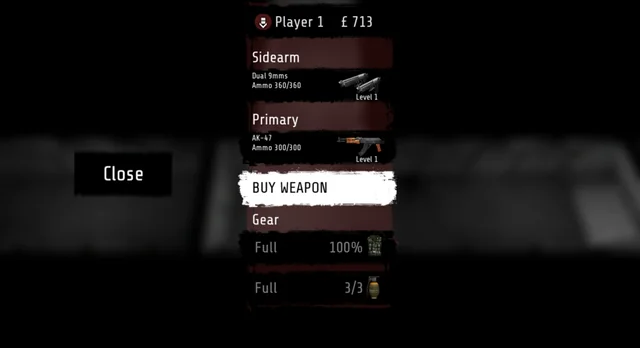 Player 1 £ 713
Sidearm
Dual 9mms
Ammo 360/360
Level 1
Primary
AK-47
Ammo 300/300
Level 1
Close
BUY WEAPON
Gear
Full 100%
Full 3/3